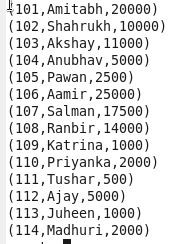 (101,Amitabh,20000)
(102,Shahrukh,10000)
(103,Akshay,11000)
(104,Anubhav,5000)
(105,Pawan,2500)
(106,Aamir,25000)
(107,Salman,17500)
(108,Ranbir,14000)
(109,Katrina,1000)
(110,Priyanka,2000)
(111,Tushar,500)
(112,Ajay,5000)
(113,Juheen,1000)
(114,Madhuri,2000)